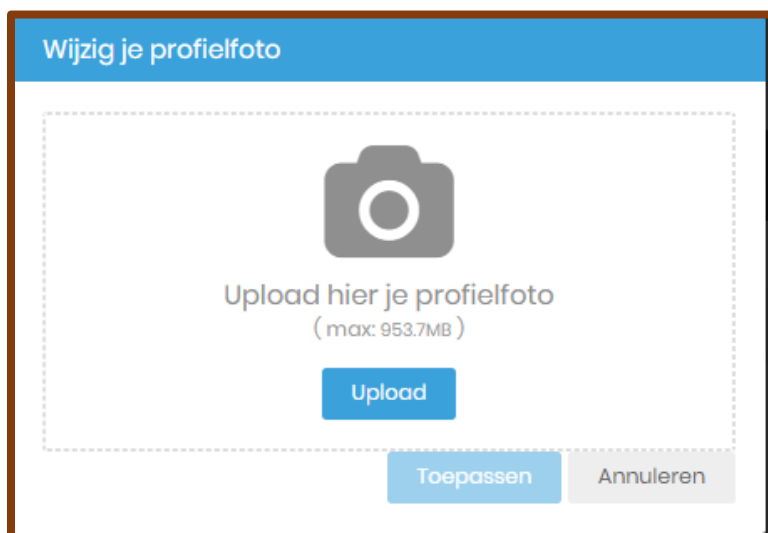 Wijzig je profielfoto
Upload hier je profielfoto
( max: 953.7MB )
Upload
Toepassen Annuleren